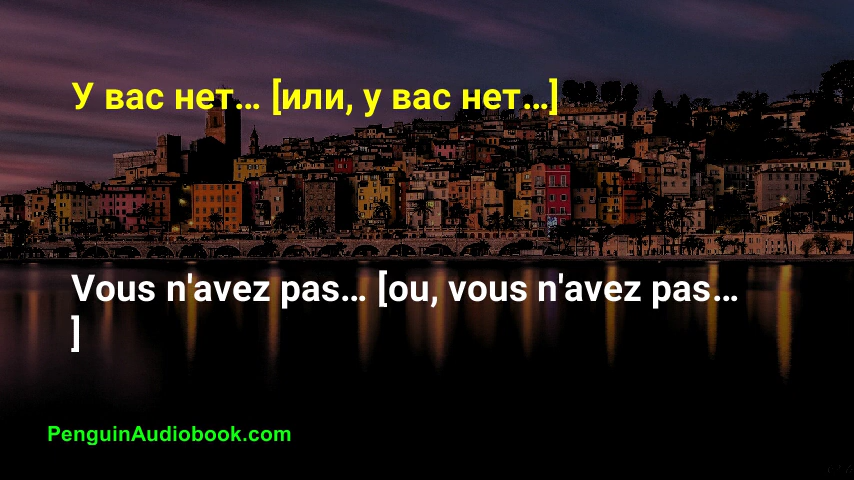 У вас нет... [или, у вас нет...]
Vous n'avez pas... [ou, vous n'avez pas...
]
PenguinAudiobook.com